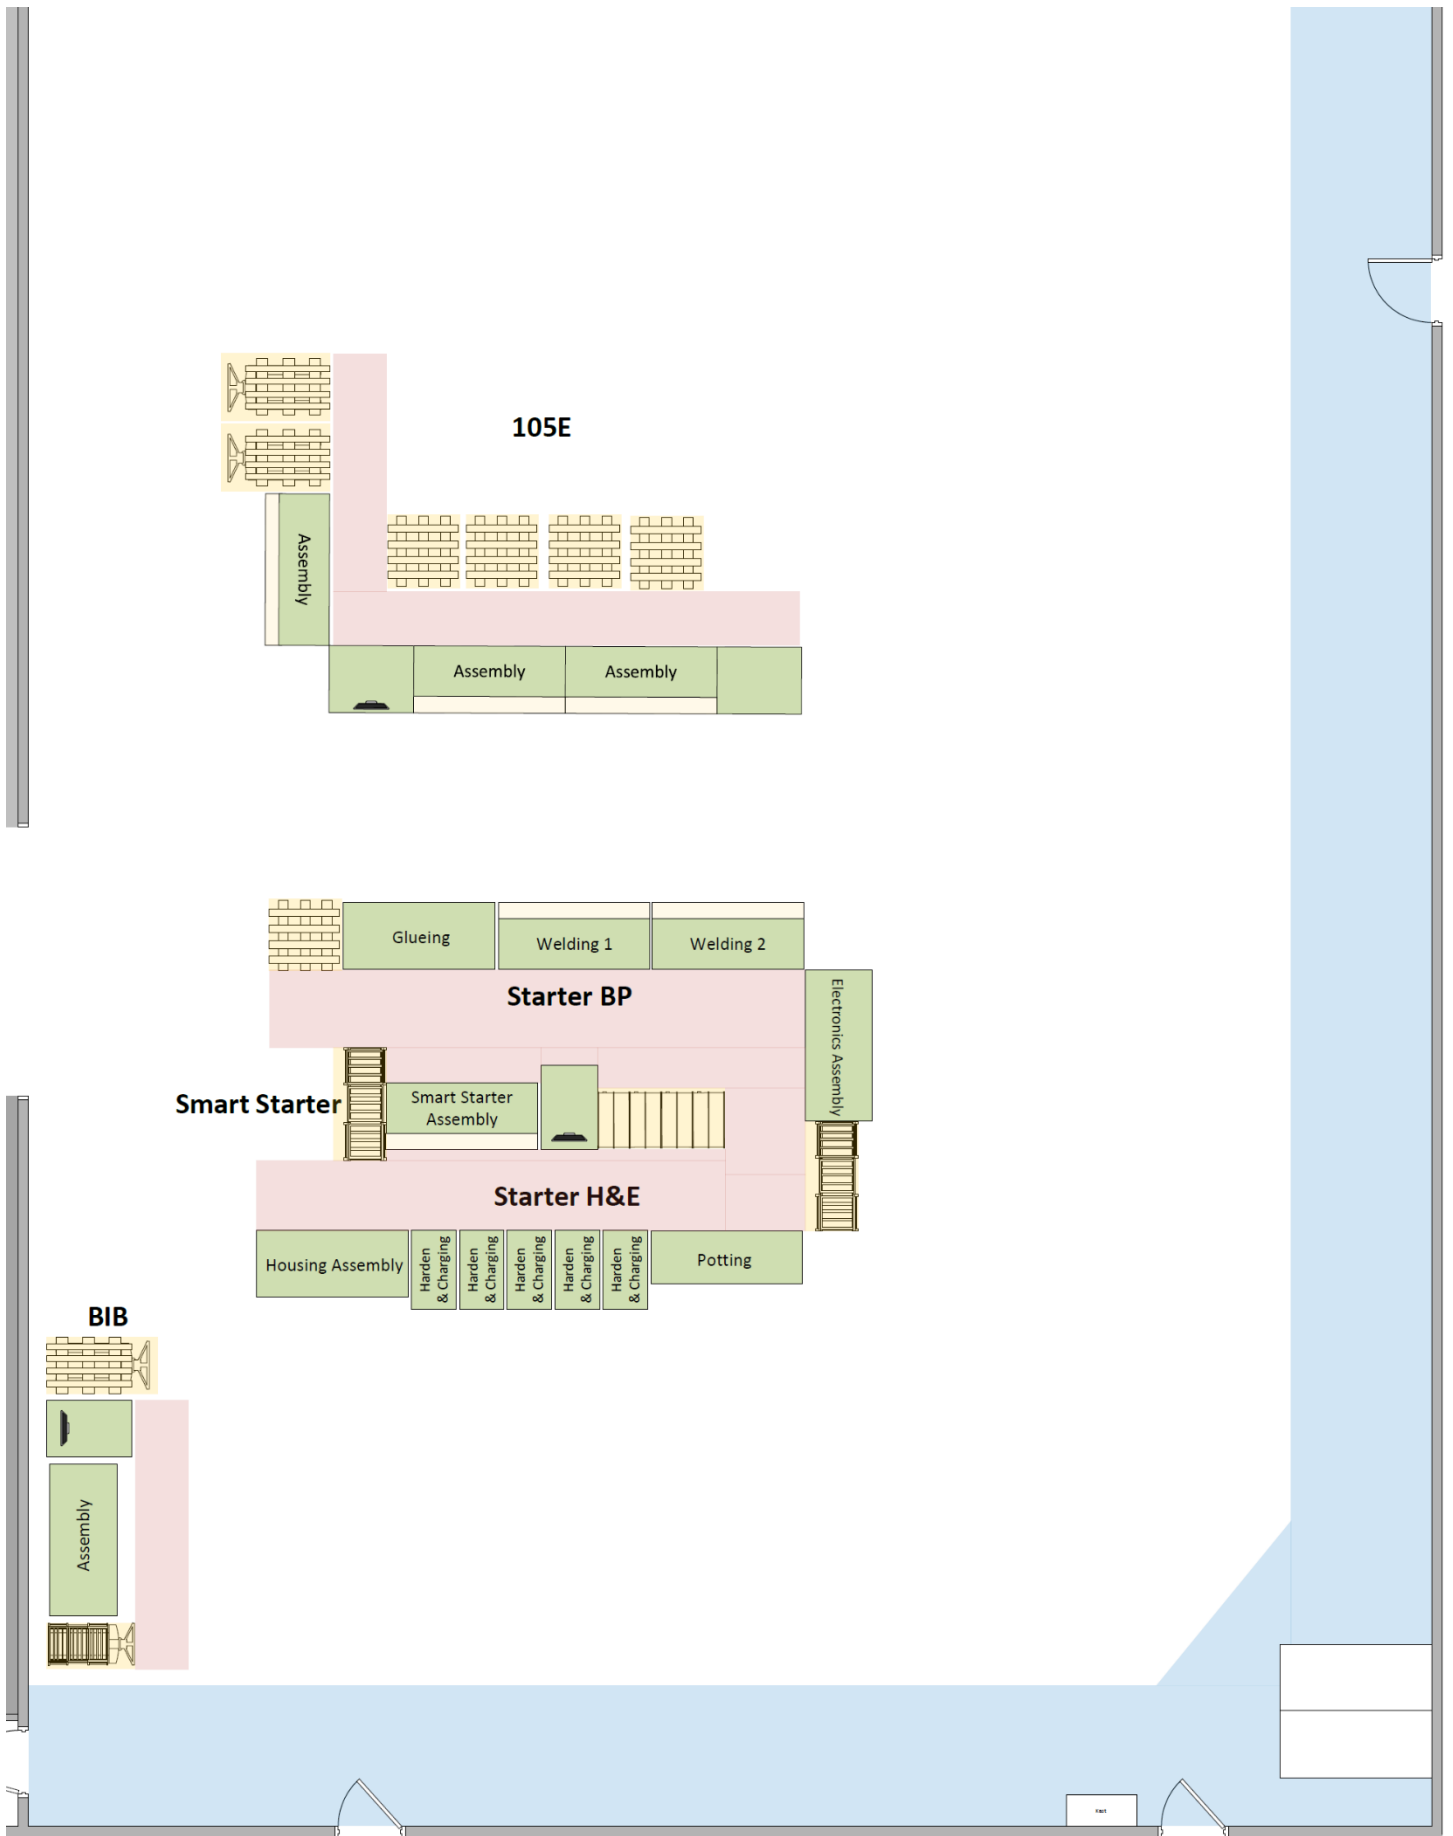 105E
Assembly
Assembly
Assembly
Glueing
Welding 1
Welding 2
Starter BP
Electronics Assembly
Smart Starter
Smart Starter
Assembly
Starter H&E
Housing Assembly
Harden
& Charging
Harden
& Charging
Harden
& Charging
Harden
& Charging
Harden
& Charging
Potting
BIB
Assembly